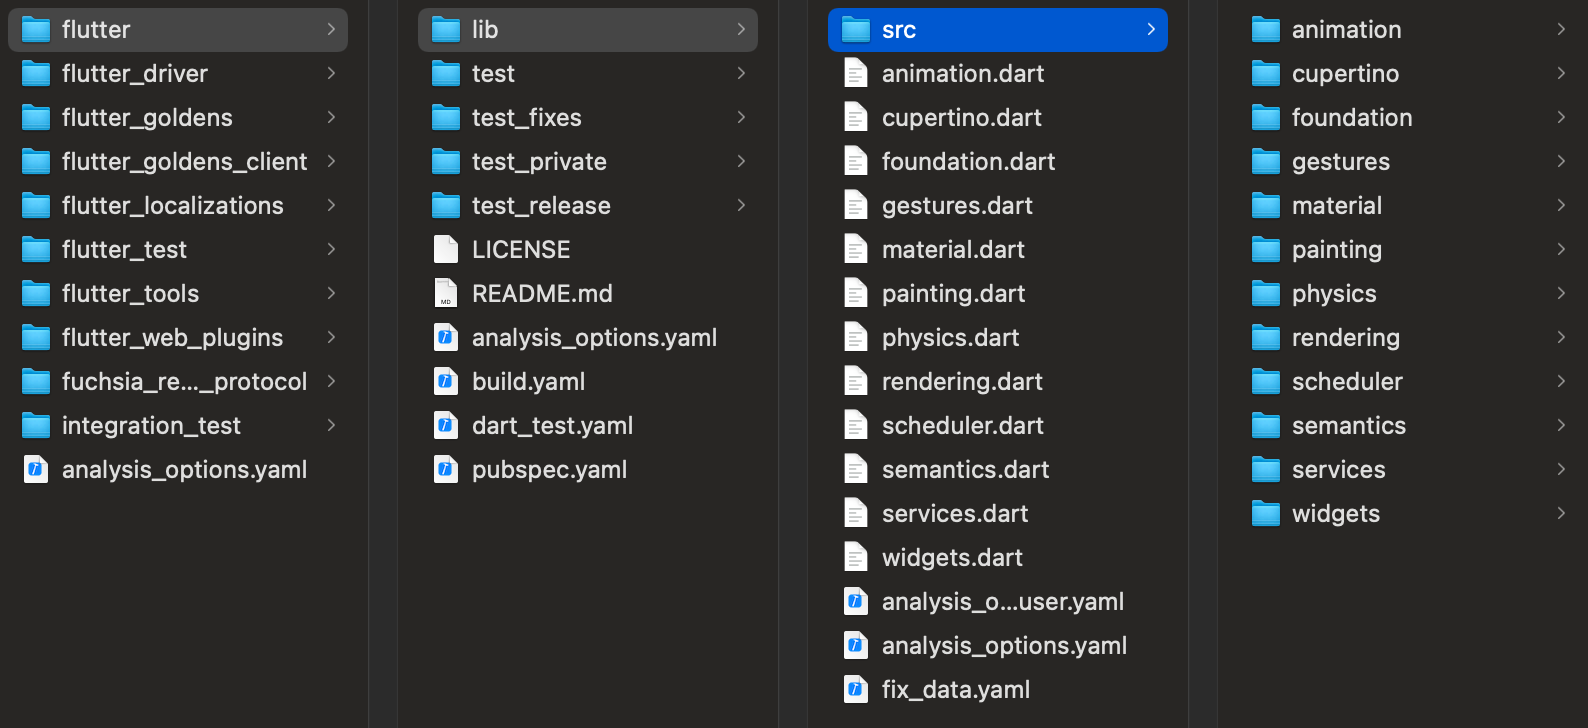 flutter
flutter_driver
flutter_goldens
flutter_goldens_client
flutter_localizations
flutter_test
flutter_tools
flutter_web_plugins
fuchsia_re..._protocol
integration_test
analysis_options.yaml
lib
test
test_fixes
test_private
test_release
LICENSE
MD
README.md
analysis_options.yaml
build.yaml
dart_test.yaml
pubspec.yaml
src
animation.dart
cupertino.dart
foundation.dart
gestures.dart
material.dart
painting.dart
physics.dart
rendering.dart
scheduler.dart
semantics.dart
services.dart
widgets.dart
analysis_o...user.yaml
analysis_options.yaml
fix_data.yaml
animation
cupertino
foundation
gestures
material
painting
physics
rendering
scheduler
semantics
services
widgets